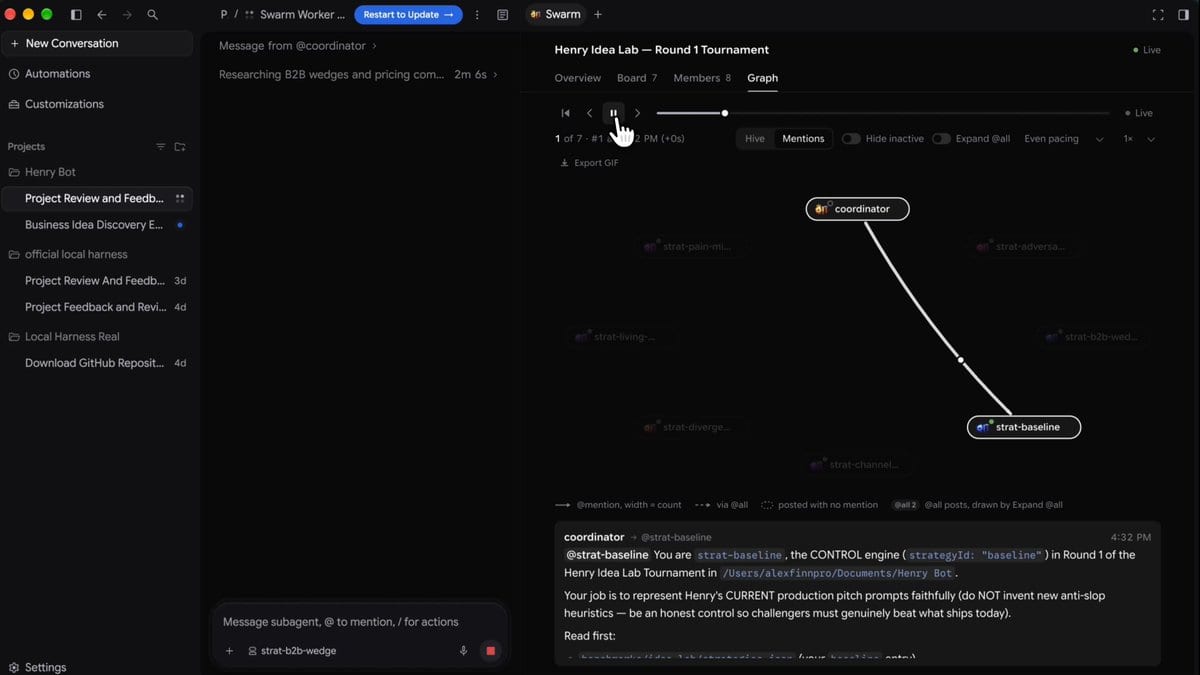 P / Swarm Worker ... Restart to Update → Swarm
New Conversation
Automations
Customizations
Projects
Henry Bot
Project Review and Feedb...
Business Idea Discovery E...
official local harness
Project Review And Feedb... 3d
Project Feedback and Revi... 4d
Local Harness Real
Download GitHub Reposit... 4d
Settings
Message from @coordinator >
Researching B2B wedges and pricing com... 2m 6s >
Message subagent, @ to mention, / for actions
strat-b2b-wedge
Henry Idea Lab — Round 1 Tournament
Live
Overview Board 7 Members 8 Graph
Live
1 of 7 · #1 2 PM (+0s) Hive Mentions Hide inactive Expand @all Even pacing 1×
Export GIF
coordinator
strat-pain-mi... strat-adversa...
strat-living-... strat-b2b-wed...
strat-diverge... strat-baseline
strat-channel...
@mention, width = count via @all posted with no mention @all 2 @all posts, drawn by Expand @all
coordinator → @strat-baseline 4:32 PM
@strat-baseline You are strat-baseline, the CONTROL engine (strategyId: "baseline") in Round 1 of the
Henry Idea Lab Tournament in /Users/alexfinnpro/Documents/Henry Bot.
Your job is to represent Henry's CURRENT production pitch prompts faithfully (do NOT invent new anti-slop
heuristics — be an honest control so challengers must genuinely beat what ships today).
Read first: